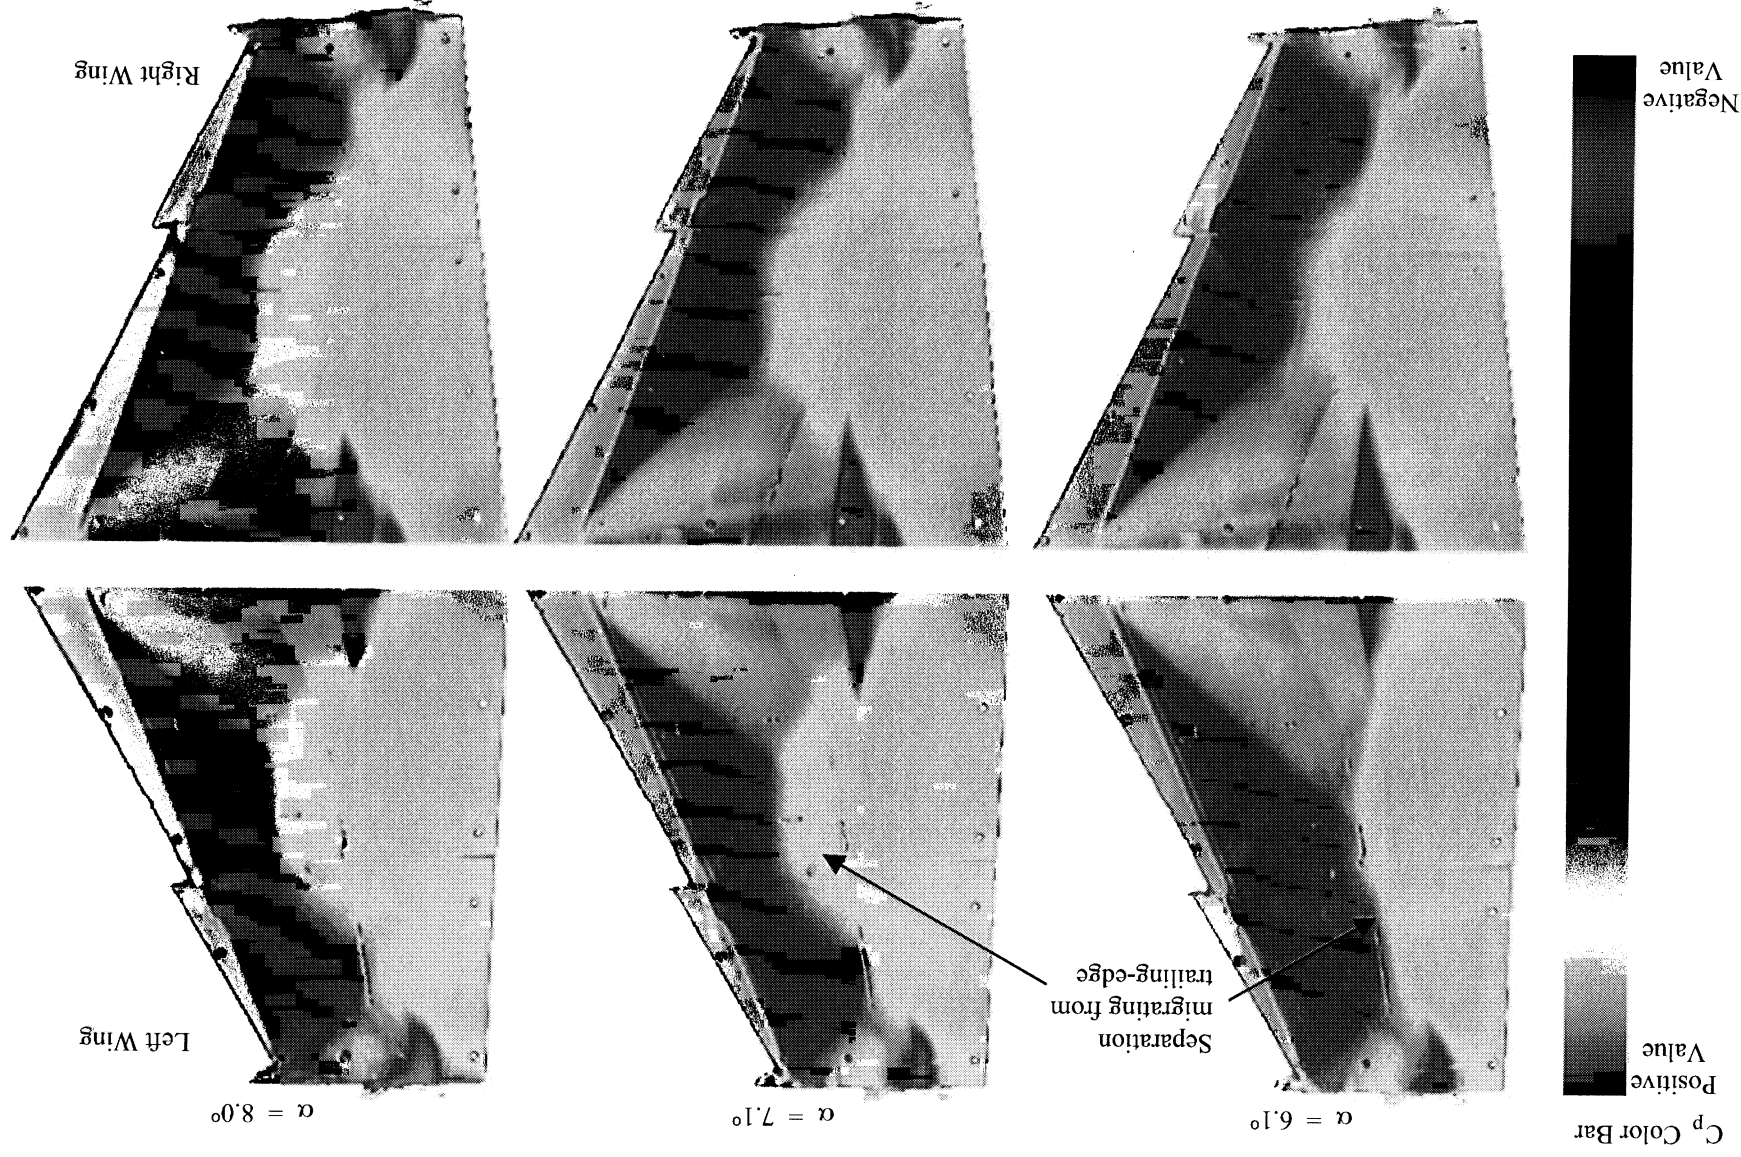 C_p Color Bar
Positive
Value
α = 6.1°
α = 7.1°
α = 8.0°
Left Wing
Separation
migrating from
trailing-edge
Negative
Value
Right Wing